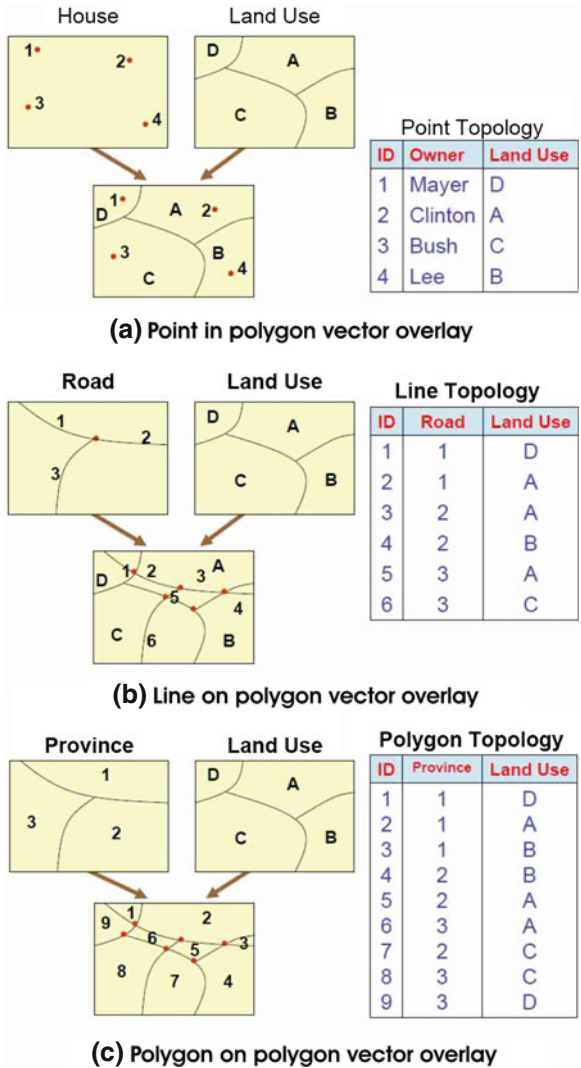 House Land Use
1 2 3 4
D A C B
Point Topology
ID Owner Land Use
1 Mayer D
2 Clinton A
3 Bush C
4 Lee B
1 D A 2 3 C B 4
(a) Point in polygon vector overlay
Road Land Use
1 2 3
D A C B
Line Topology
ID Road Land Use
1 1 D
2 1 A
3 2 A
4 2 B
5 3 A
6 3 C
D 1 2 3 A 5 4 C 6 B
(b) Line on polygon vector overlay
Province Land Use
1 3 2
D A C B
Polygon Topology
ID Province Land Use
1 1 D
2 1 A
3 1 B
4 2 B
5 2 A
6 3 A
7 2 C
8 3 C
9 3 D
9 1 2 6 5 3 8 7 4
(c) Polygon on polygon vector overlay